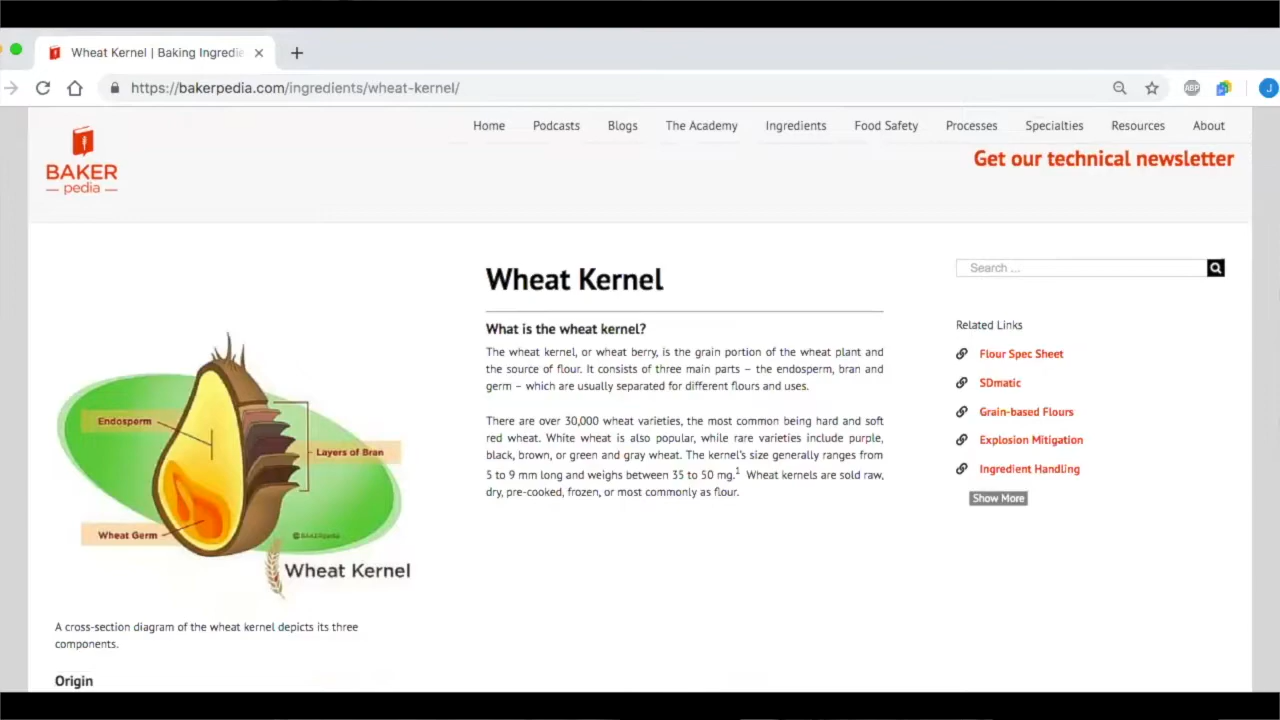 Wheat Kernel | Baking Ingredie
https://bakerpedia.com/ingredients/wheat-kernel/
ABP
J
BAKER
pedia
Home Podcasts Blogs The Academy Ingredients Food Safety Processes Specialties Resources About
Get our technical newsletter
Endosperm
Layers of Bran
Wheat Germ
© BAKERpedia
Wheat Kernel
A cross-section diagram of the wheat kernel depicts its three
components.
Origin
Wheat Kernel
What is the wheat kernel?
The wheat kernel, or wheat berry, is the grain portion of the wheat plant and
the source of flour. It consists of three main parts – the endosperm, bran and
germ – which are usually separated for different flours and uses.
There are over 30,000 wheat varieties, the most common being hard and soft
red wheat. White wheat is also popular, while rare varieties include purple,
black, brown, or green and gray wheat. The kernel's size generally ranges from
5 to 9 mm long and weighs between 35 to 50 mg.1 Wheat kernels are sold raw,
dry, pre-cooked, frozen, or most commonly as flour.
Search ...
Related Links
Flour Spec Sheet
SDmatic
Grain-based Flours
Explosion Mitigation
Ingredient Handling
Show More